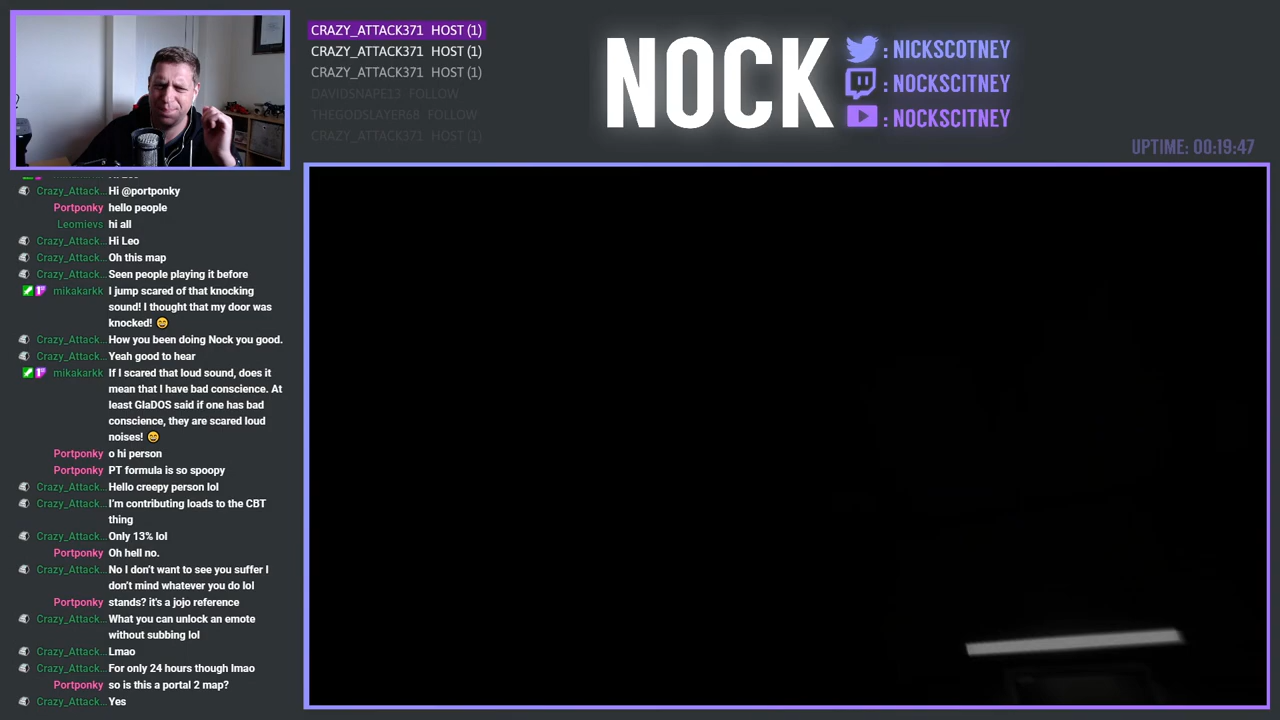 CRAZY_ATTACK371 HOST (1)
CRAZY_ATTACK371 HOST (1)
CRAZY_ATTACK371 HOST (1)
DAVIDSNAPE13 FOLLOW
THEGODSLAYER68 FOLLOW
CRAZY_ATTACK371 HOST (1)
NOCK
: NICKSCOTNEY
: NOCKSCITNEY
: NOCKSCITNEY
UPTIME: 00:19:47
Crazy_Attack... Hi @portponky
Portponky hello people
Leomievs hi all
Crazy_Attack... Hi Leo
Crazy_Attack... Oh this map
Crazy_Attack... Seen people playing it before
mikakarkk I jump scared of that knocking
sound! I thought that my door was
knocked! 😄
Crazy_Attack... How you been doing Nock you good.
Crazy_Attack... Yeah good to hear
mikakarkk If I scared that loud sound, does it
mean that I have bad conscience. At
least GlaDOS said if one has bad
conscience, they are scared loud
noises! 😄
Portponky o hi person
Portponky PT formula is so spoopy
Crazy_Attack... Hello creepy person lol
Crazy_Attack... I'm contributing loads to the CBT
thing
Crazy_Attack... Only 13% lol
Portponky Oh hell no.
Crazy_Attack... No I don't want to see you suffer I
don't mind whatever you do lol
Portponky stands? it's a jojo reference
Crazy_Attack... What you can unlock an emote
without subbing lol
Crazy_Attack... Lmao
Crazy_Attack... For only 24 hours though lmao
Portponky so is this a portal 2 map?
Crazy_Attack... Yes